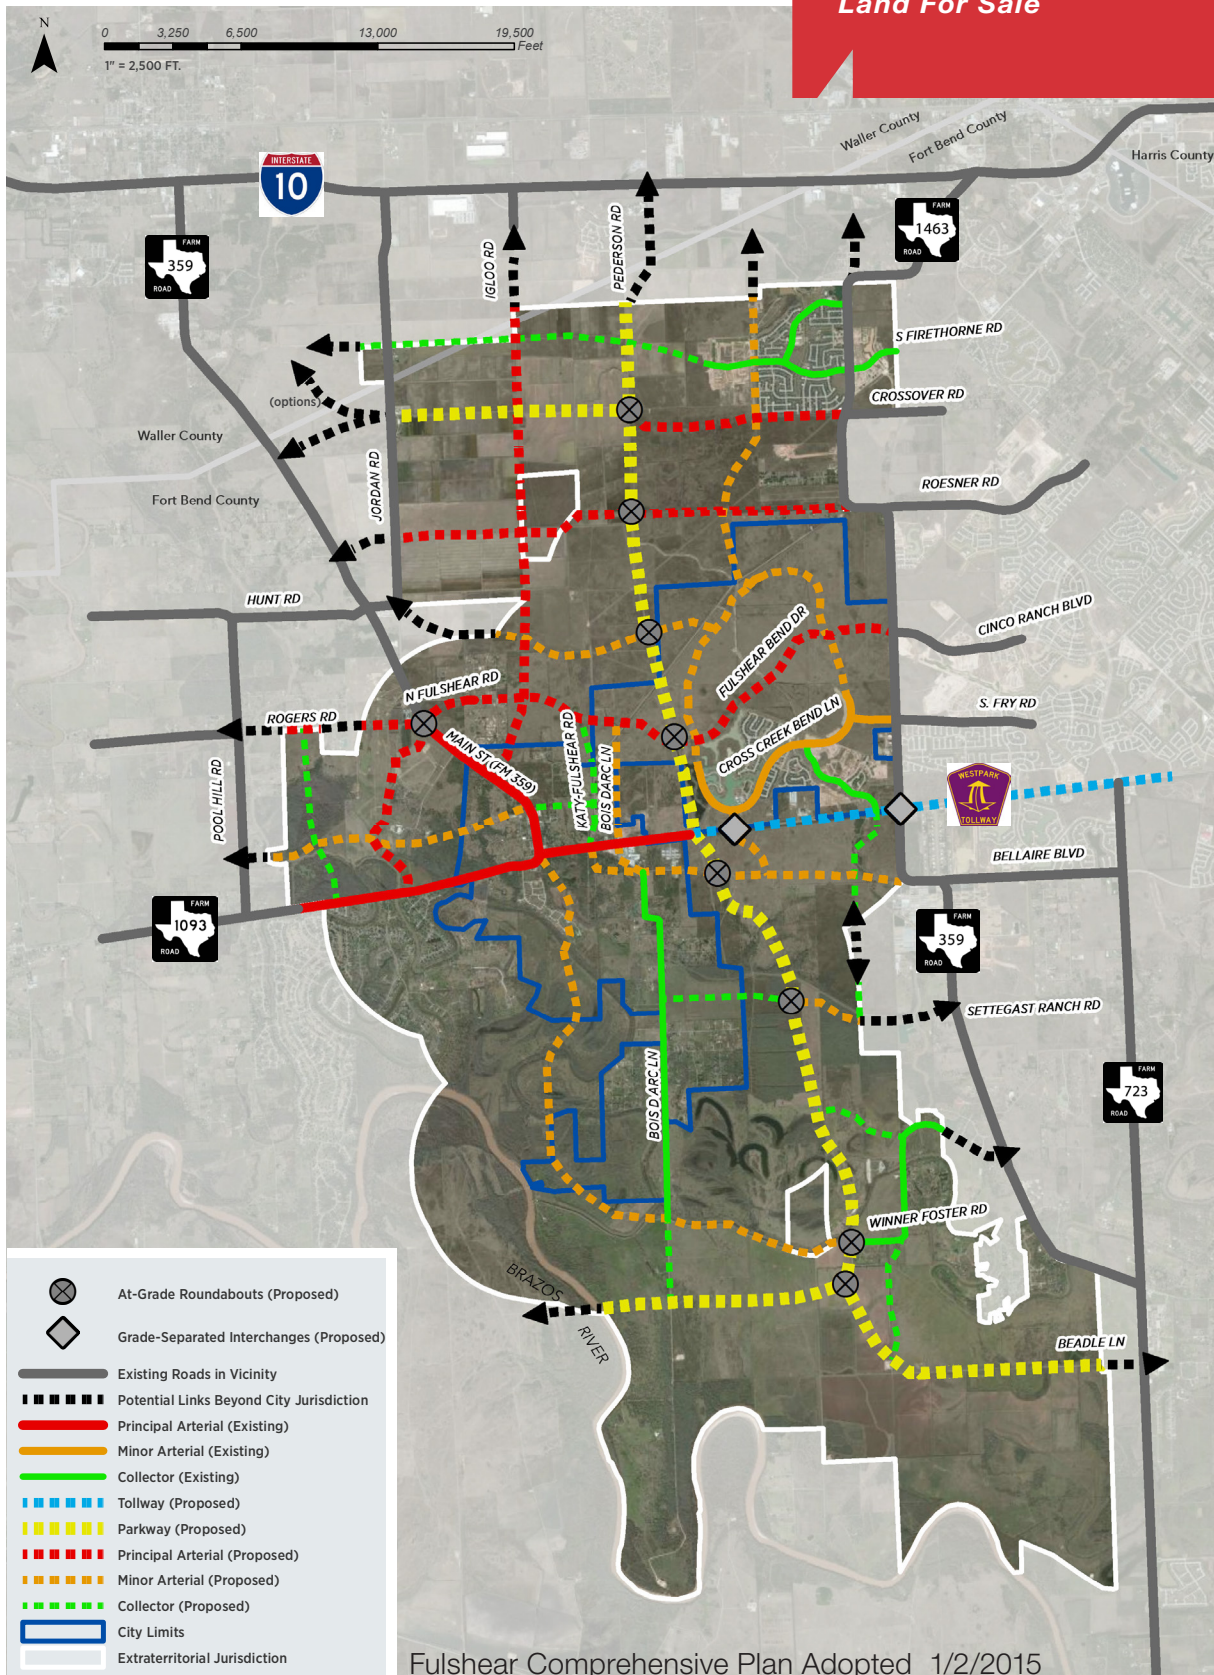 Land For Sale
N
0 3,250 6,500 13,000 19,500
Feet
1" = 2,500 FT.
Waller County
Fort Bend County
Harris County
INTERSTATE
10
FARM
359
ROAD
FARM
1463
ROAD
IGLOO RD
PEDERSON RD
S FIRETHORNE RD
CROSSOVER RD
(options)
Waller County
Fort Bend County
JORDAN RD
ROESNER RD
HUNT RD
CINCO RANCH BLVD
FULSHEAR BEND DR
N FULSHEAR RD
ROGERS RD
S. FRY RD
CROSS CREEK BEND LN
MAIN ST (FM 359)
KATY-FULSHEAR RD
BOIS DARC LN
POOL HILL RD
WESTPARK
TOLLWAY
BELLAIRE BLVD
FARM
1093
ROAD
FARM
359
ROAD
SETTEGAST RANCH RD
BOIS D ARC LN
FARM
723
ROAD
WINNER FOSTER RD
BRAZOS
RIVER
BEADLE LN
At-Grade Roundabouts (Proposed)
Grade-Separated Interchanges (Proposed)
Existing Roads in Vicinity
Potential Links Beyond City Jurisdiction
Principal Arterial (Existing)
Minor Arterial (Existing)
Collector (Existing)
Tollway (Proposed)
Parkway (Proposed)
Principal Arterial (Proposed)
Minor Arterial (Proposed)
Collector (Proposed)
City Limits
Extraterritorial Jurisdiction
Fulshear Comprehensive Plan Adopted 1/2/2015